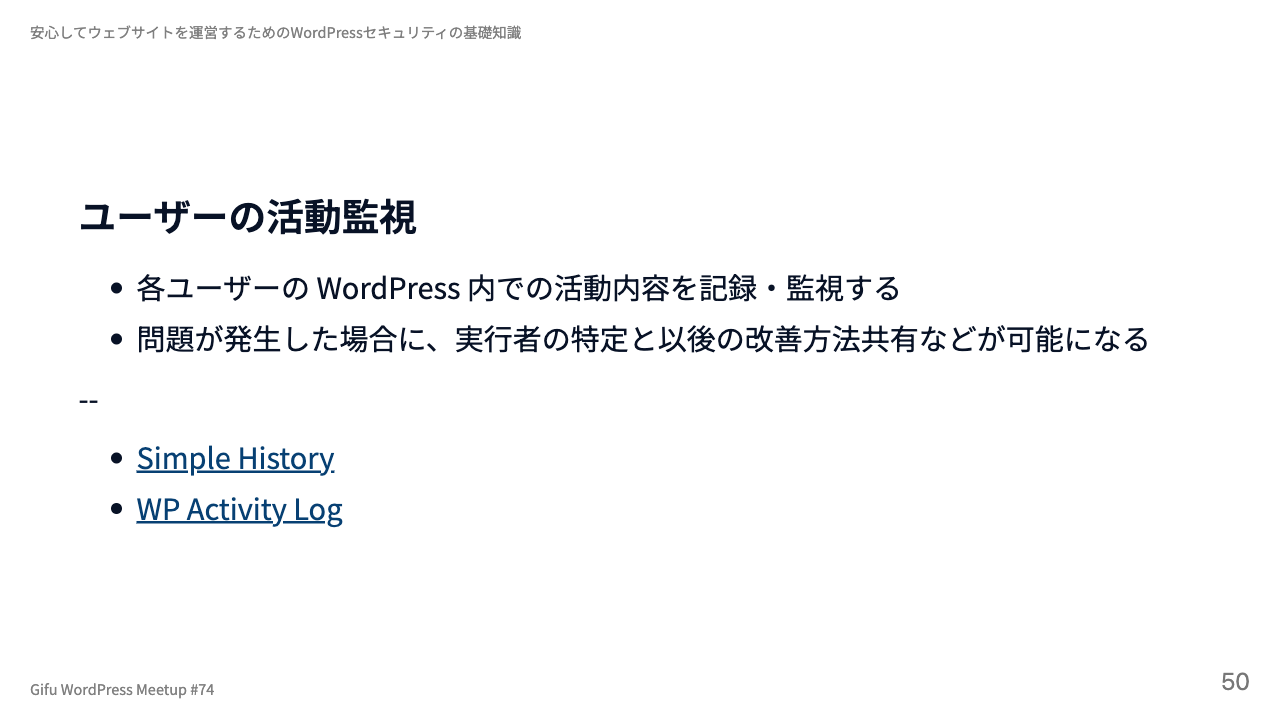 安心してウェブサイトを運営するためのWordPressセキュリティの基礎知識
ユーザーの活動監視
• 各ユーザーの WordPress 内での活動内容を記録・監視する
• 問題が発生した場合に、実行者の特定と以後の改善方法共有などが可能になる
--
• Simple History
• WP Activity Log
Gifu WordPress Meetup #74
50